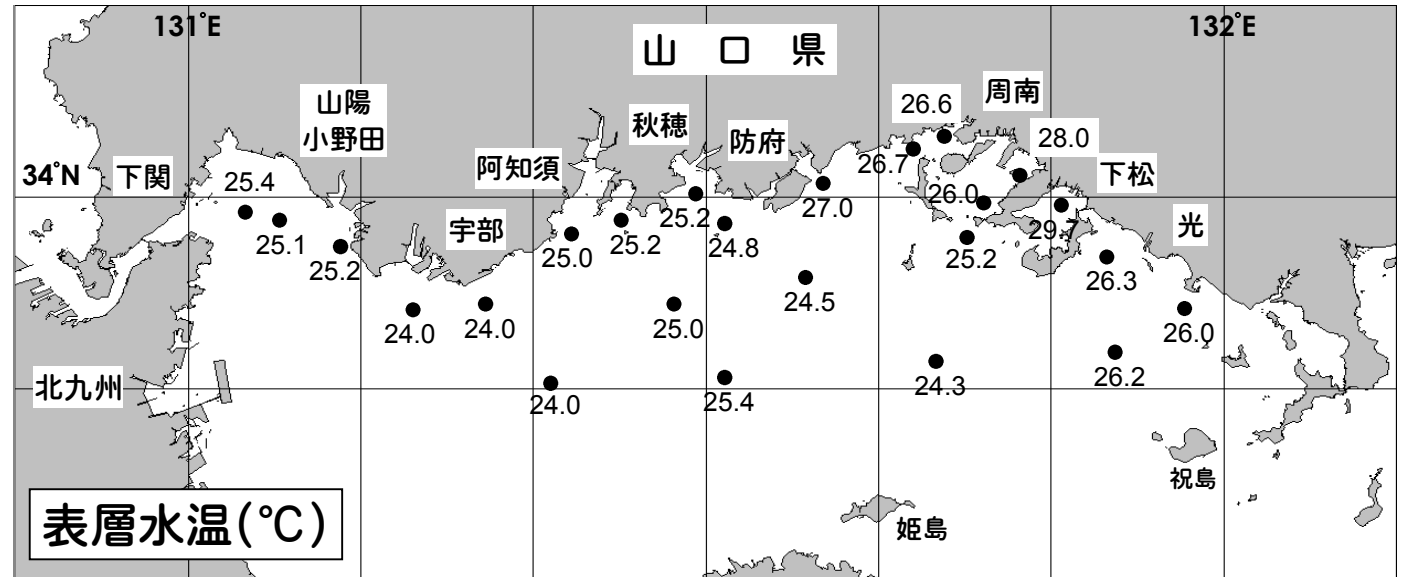 131°E
132°E
山口県
山陽
小野田
秋穂
防府
26.6
周南
28.0
34°N
下関
25.4
阿知須
26.7
下松
宇部
25.1
25.2
25.0
25.2
25.2
24.8
27.0
26.0
25.2
29.7
光
26.3
24.0
24.0
25.0
24.5
26.0
北九州
24.0
25.4
24.3
26.2
祝島
表層水温(℃)
姫島